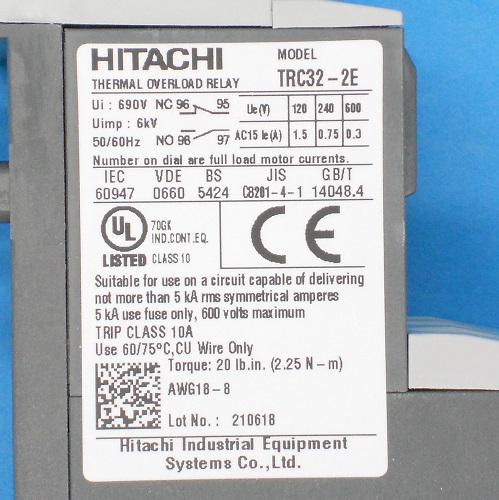 HITACHI MODEL
THERMAL OVERLOAD RELAY TRC32-2E
Ui : 690V NC 96 95 Ue(V) 120 240 600
Uimp : 6kV
50/60Hz NO 98 97 AC15 Ie(A) 1.5 0.75 0.3
Number on dial are full load motor currents.
IEC VDE BS JIS GB/T
60947 0660 5424 C8201-4-1 14048.4
UL 70GK
IND.CONT.EQ.
LISTED CLASS 10
CE
Suitable for use on a circuit capable of delivering
not more than 5 kA rms symmetrical amperes
5 kA use fuse only, 600 volts maximum
TRIP CLASS 10A
Use 60/75°C,CU Wire Only
Torque: 20 lb.in. (2.25 N-m)
AWG18-8
Lot No.: 210618
Hitachi Industrial Equipment
Systems Co.,Ltd.